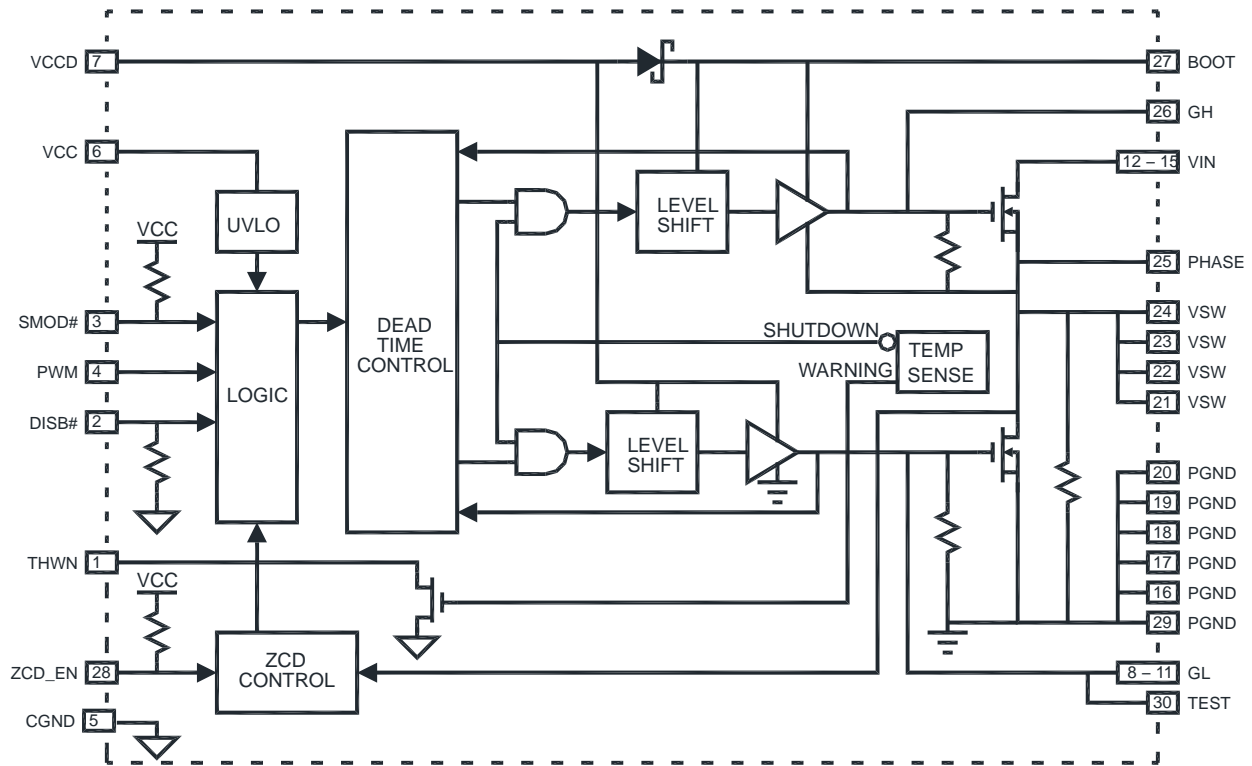 VCCD 7
27 BOOT
26 GH
VCC 6
12 – 15 VIN
UVLO
LEVEL
SHIFT
VCC
25 PHASE
SMOD# 3
24 VSW
DEAD
TIME
CONTROL
SHUTDOWN
23 VSW
TEMP
SENSE
PWM 4
WARNING
22 VSW
LOGIC
21 VSW
DISB# 2
LEVEL
SHIFT
20 PGND
19 PGND
18 PGND
THWN 1
17 PGND
VCC
16 PGND
29 PGND
ZCD_EN 28
ZCD
CONTROL
8 – 11 GL
30 TEST
CGND 5